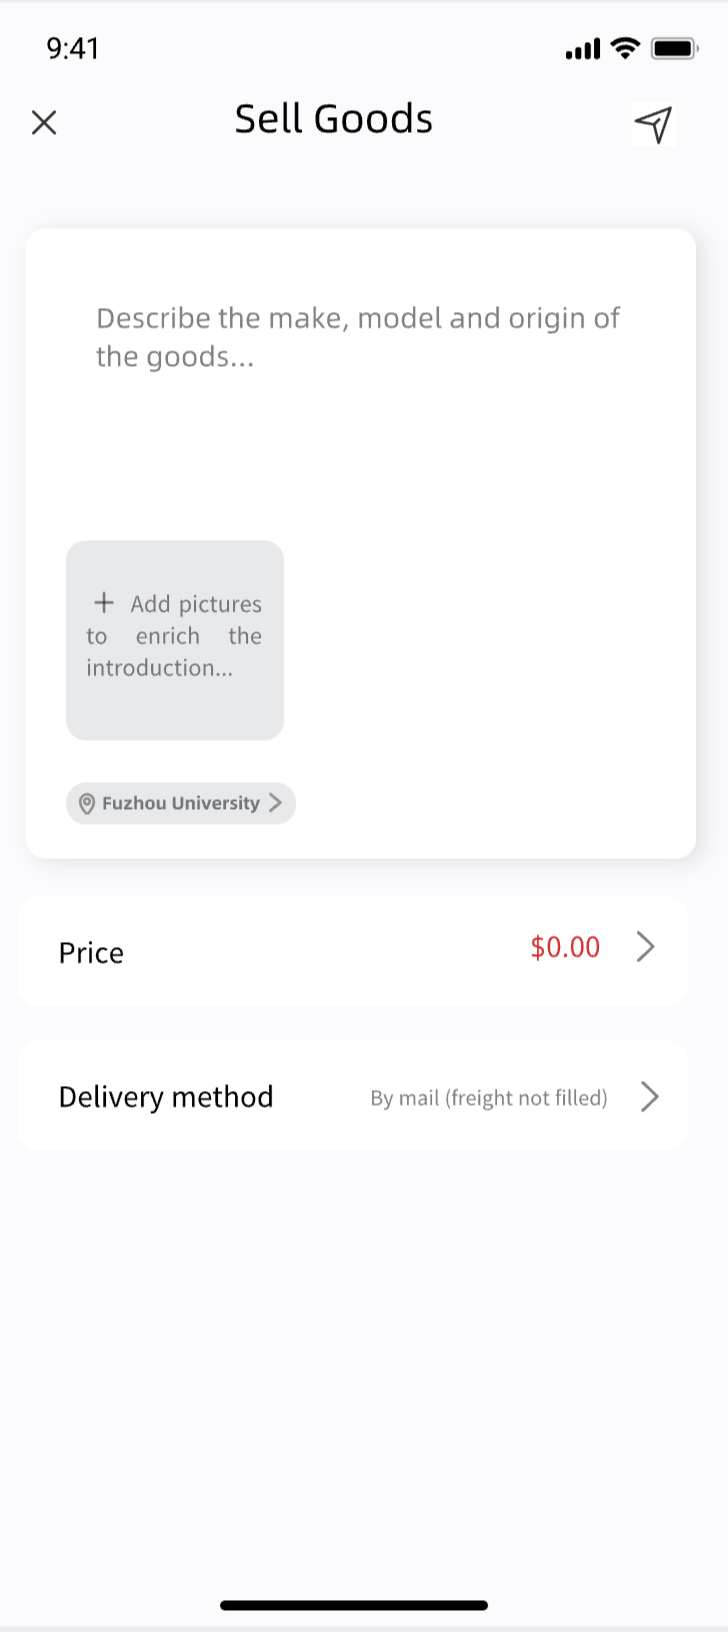 9:41
Sell Goods
Describe the make, model and origin of
the goods...
+ Add pictures
to enrich the
introduction...
Fuzhou University >
Price $0.00 >
Delivery method By mail (freight not filled) >